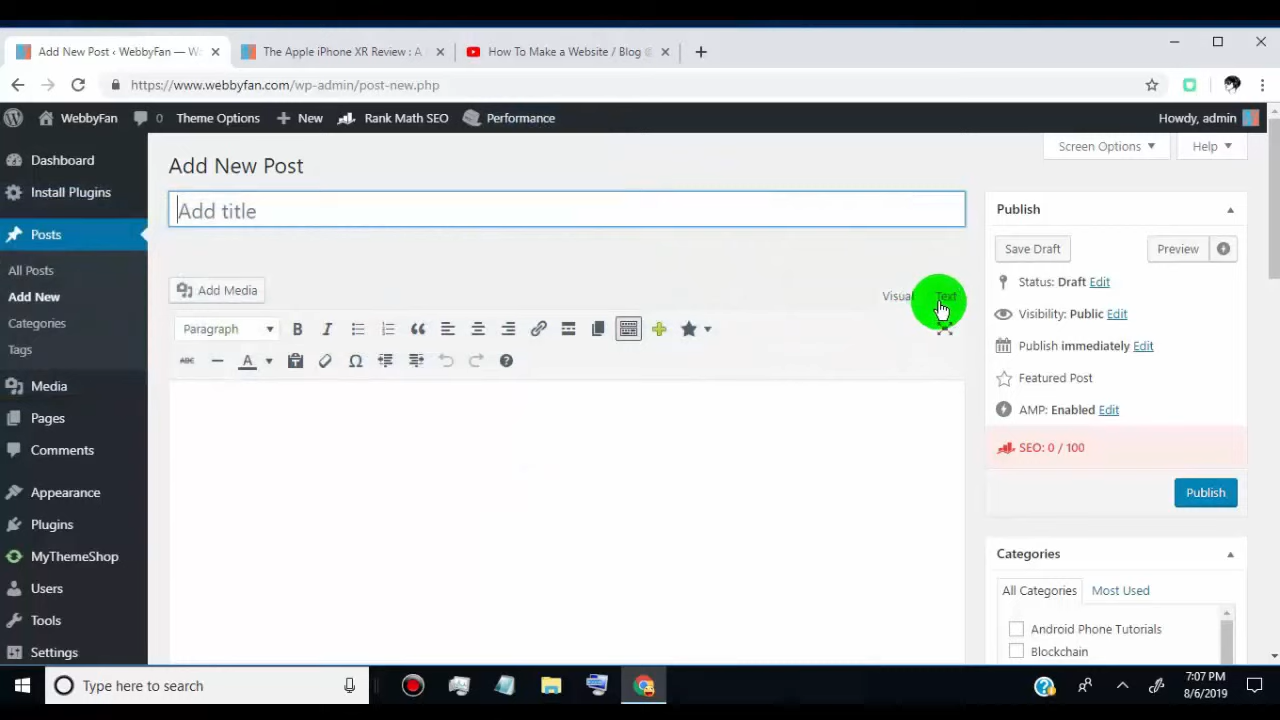 Add New Post ‹ WebbyFan — W
The Apple iPhone XR Review : A
How To Make a Website / Blog
https://www.webbyfan.com/wp-admin/post-new.php
WebbyFan
0
Theme Options
New
Rank Math SEO
Performance
Howdy, admin
Dashboard
Install Plugins
Posts
All Posts
Add New
Categories
Tags
Media
Pages
Comments
Appearance
Plugins
MyThemeShop
Users
Tools
Settings
Add New Post
Screen Options
Help
Add title
Add Media
Visual
Text
Paragraph
B
I
ABC
A
Publish
Save Draft
Preview
Status: Draft Edit
Visibility: Public Edit
Publish immediately Edit
Featured Post
AMP: Enabled Edit
SEO: 0 / 100
Publish
Categories
All Categories
Most Used
Android Phone Tutorials
Blockchain
Type here to search
7:07 PM
8/6/2019